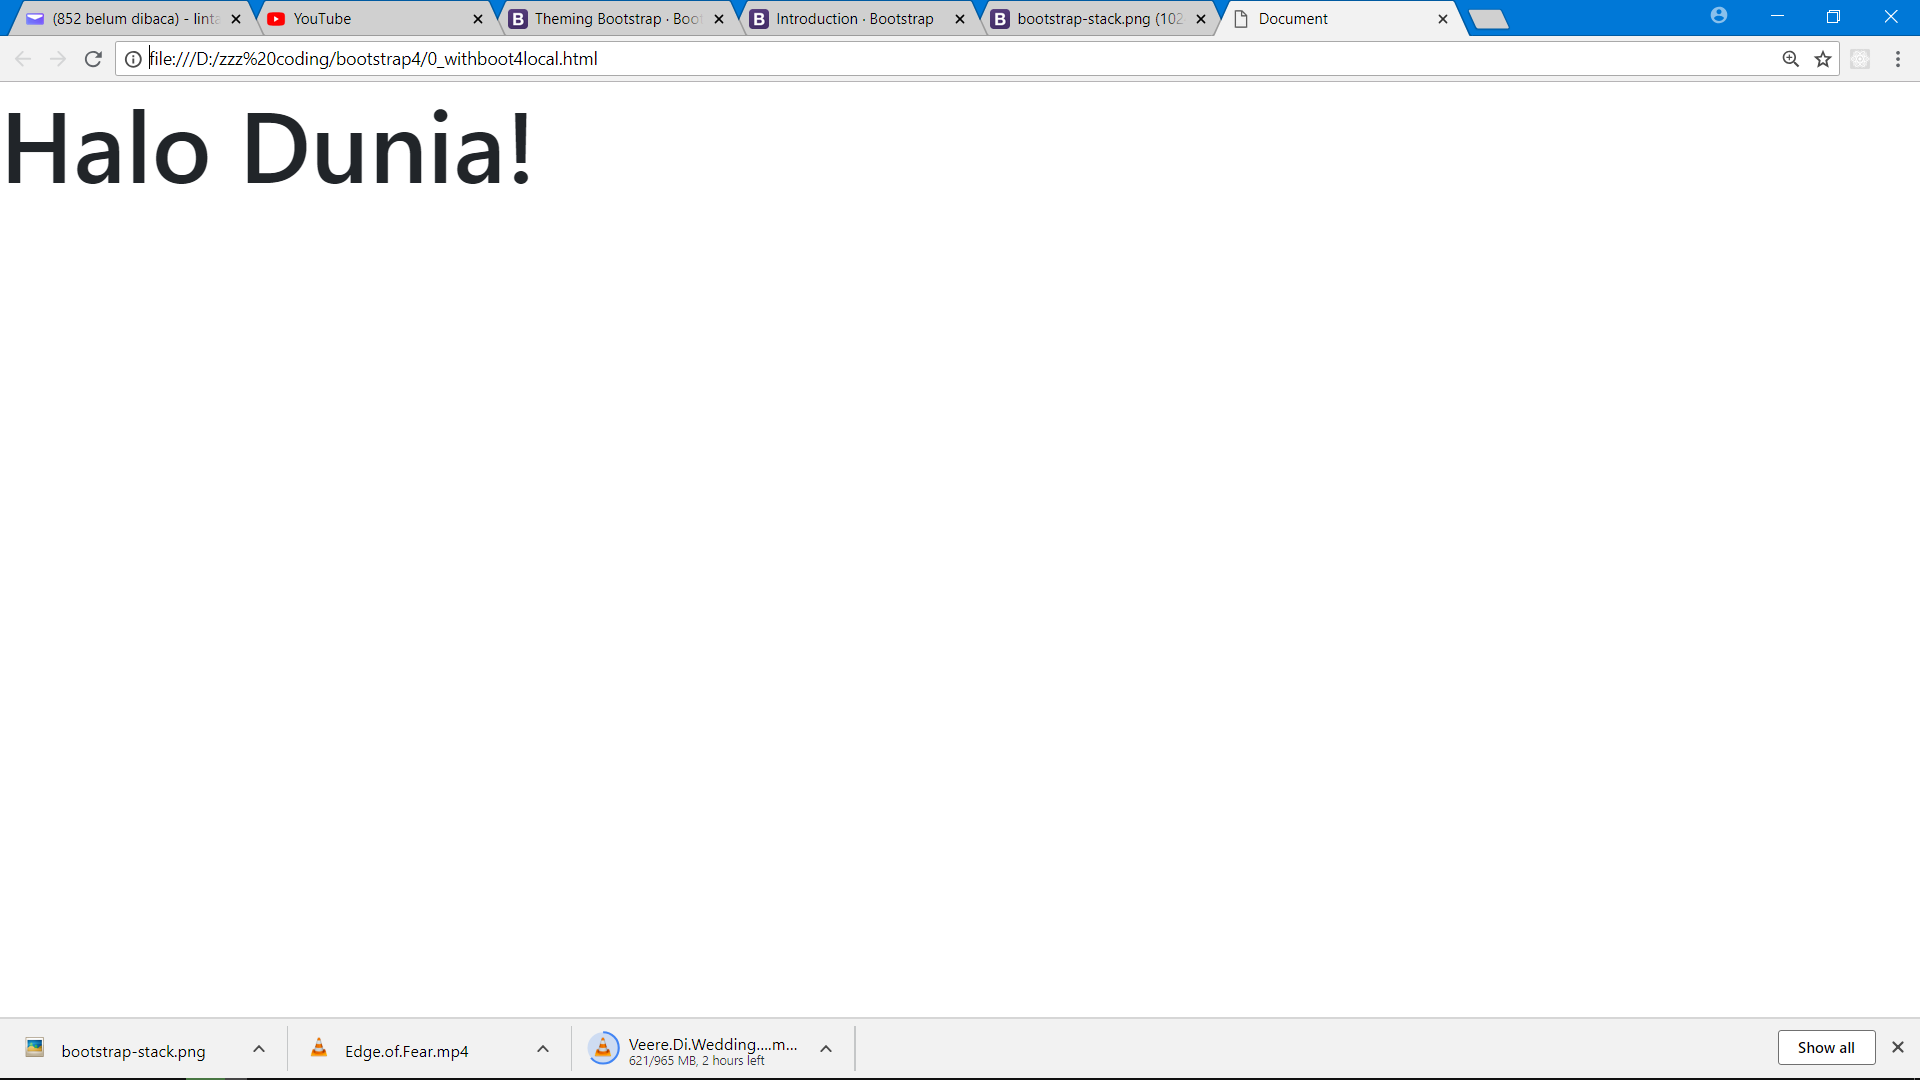 (852 belum dibaca) - linta
YouTube
Theming Bootstrap · Boot
Introduction · Bootstrap
bootstrap-stack.png (102
Document
file:///D:/zzz%20coding/bootstrap4/0_withboot4local.html
Halo Dunia!
bootstrap-stack.png
Edge.of.Fear.mp4
Veere.Di.Wedding....m...
621/965 MB, 2 hours left
Show all